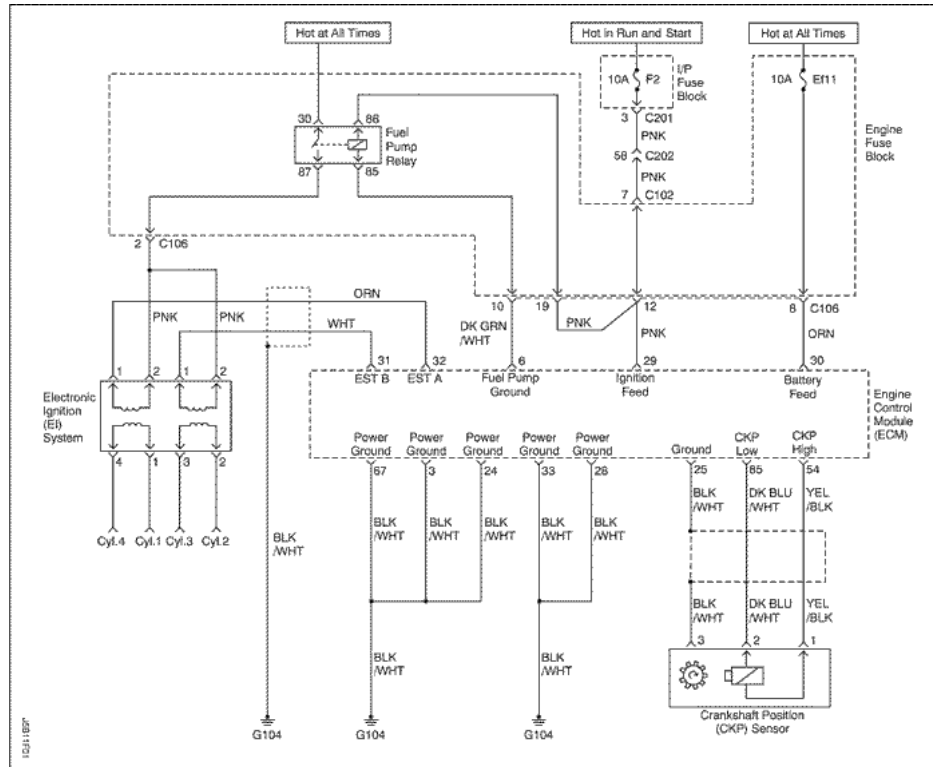 Hot at All Times
Hot in Run and Start
Hot at All Times
10A F2
I/P
Fuse
Block
10A Ef11
3 C201
PNK
58 C202
PNK
7 C102
Engine
Fuse
Block
30 86
Fuel
Pump
Relay
87 85
2 C106
ORN
PNK PNK
WHT
10 19 12 8 C106
DK GRN
/WHT
PNK PNK ORN
1 2 1 2
31 32 6 29 30
EST B EST A
Fuel Pump
Ground
Ignition
Feed
Battery
Feed
Electronic
Ignition
(EI)
System
Engine
Control
Module
(ECM)
Power
Ground
Power
Ground
Power
Ground
Power
Ground
Power
Ground
Ground
CKP
Low
CKP
High
4 1 3 2
67 3 24 33 28 25 85 54
BLK
/WHT
BLK
/WHT
BLK
/WHT
BLK
/WHT
BLK
/WHT
BLK
/WHT
BLK
/WHT
DK BLU
/WHT
YEL
/BLK
Cyl.4 Cyl.1 Cyl.3 Cyl.2
BLK
/WHT
DK BLU
/WHT
YEL
/BLK
BLK
/WHT
BLK
/WHT
3 2 1
Crankshaft Position
(CKP) Sensor
G104 G104 G104